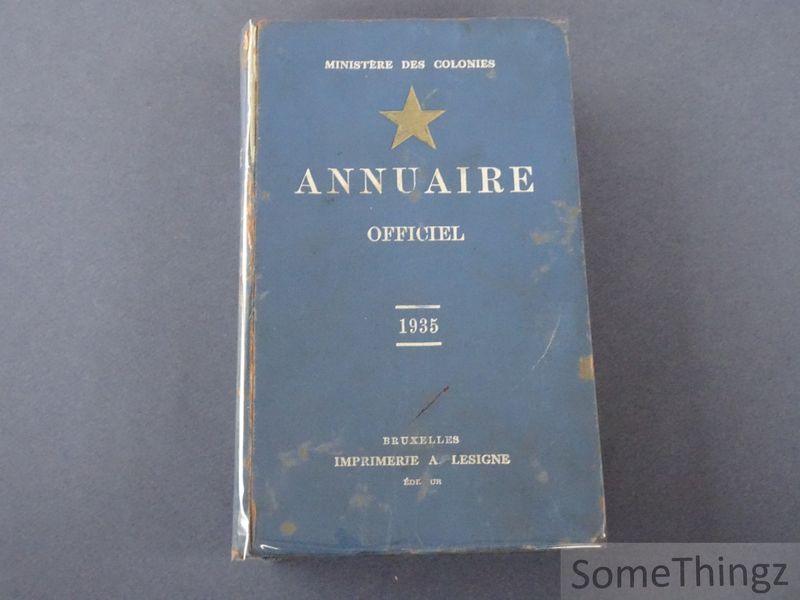 MINISTÈRE DES COLONIES
ANNUAIRE
OFFICIEL
1935
BRUXELLES
IMPRIMERIE A. LESIGNE
SomeThingz